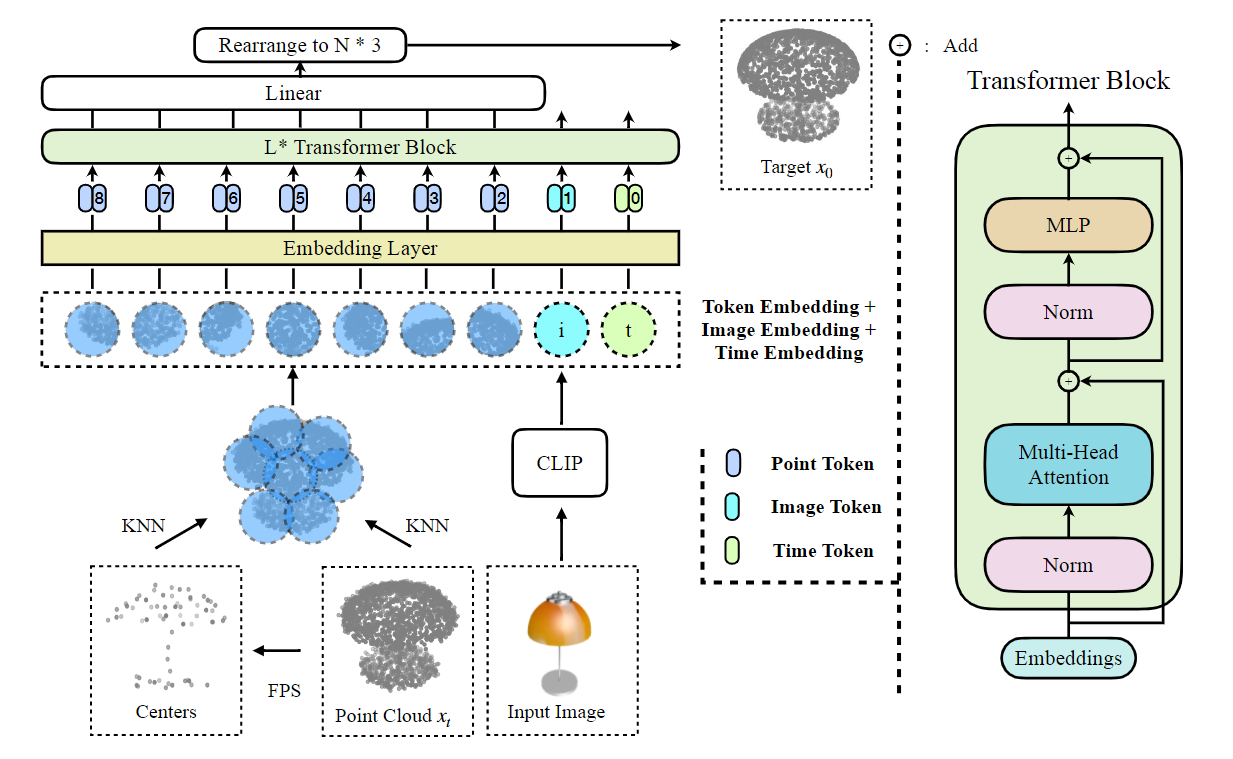 Rearrange to N * 3
Linear
L* Transformer Block
8 7 6 5 4 3 2 1 0
Embedding Layer
i t
Token Embedding +
Image Embedding +
Time Embedding
CLIP
KNN
KNN
FPS
Centers
Point Cloud xₜ
Input Image
Target x₀
+ : Add
Point Token
Image Token
Time Token
Transformer Block
+
MLP
Norm
+
Multi-Head
Attention
Norm
Embeddings